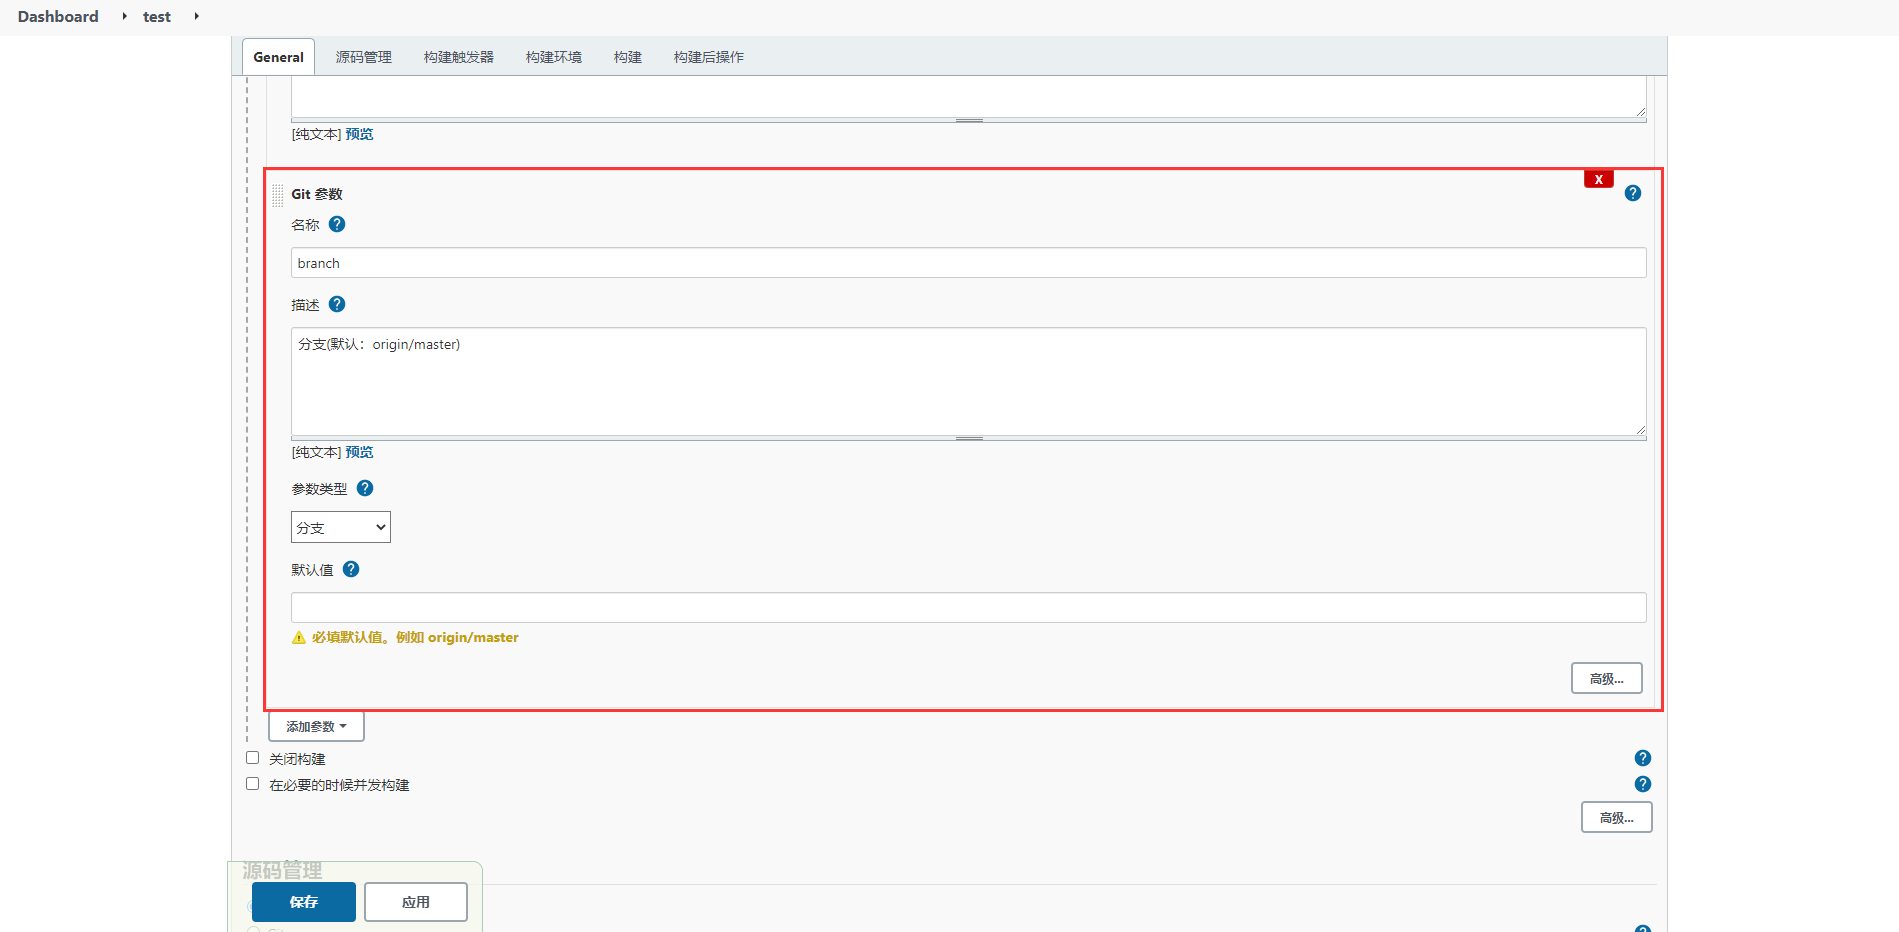 Dashboard test
General 源码管理 构建触发器 构建环境 构建 构建后操作
[纯文本] 预览
X
Git 参数 ?
名称 ?
branch
描述 ?
分支(默认：origin/master)
[纯文本] 预览
参数类型 ?
分支
默认值 ?
必填默认值。例如 origin/master
高级...
添加参数
关闭构建 ?
在必要的时候并发构建 ?
高级...
源码管理
保存 应用
?